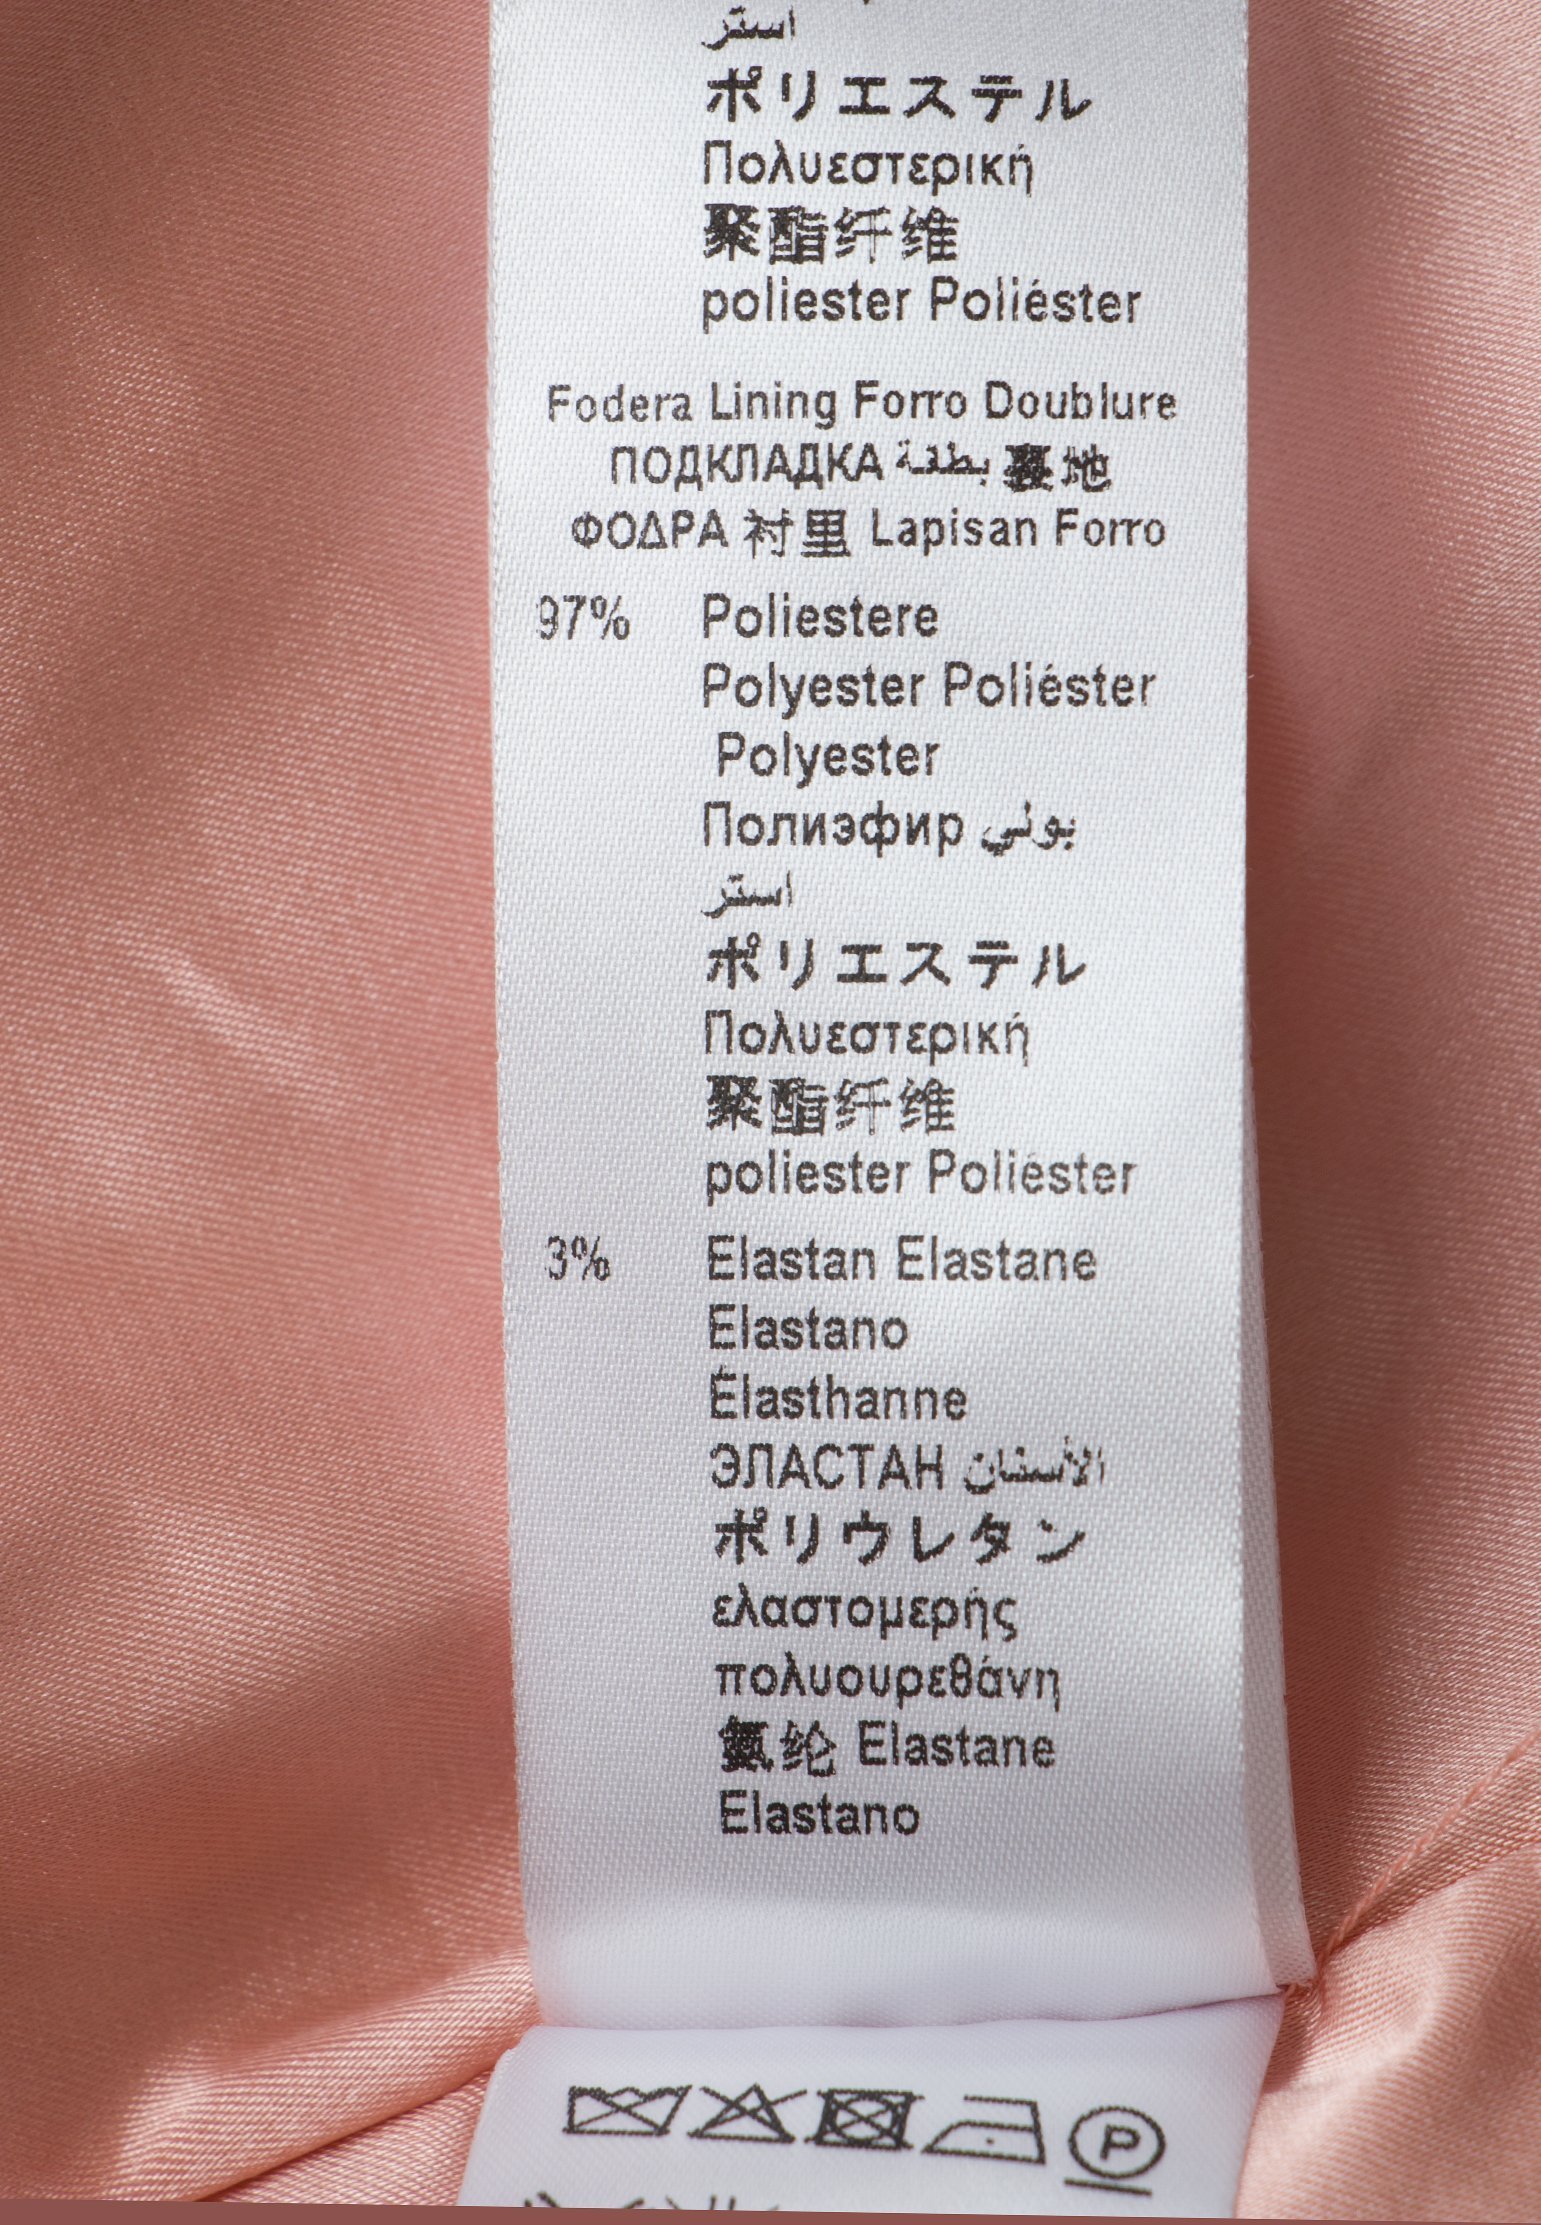 استر
ポリエステル
Πολυεστερική
聚酯纤维
poliester Poliéster
Fodera Lining Forro Doublure
ПОДКЛАДКА بطنة 裏地
ΦΟΔΡΑ 衬里 Lapisan Forro
97% Poliestere
Polyester Poliéster
Polyester
Полиэфир بولي
استر
ポリエステル
Πολυεστερική
聚酯纤维
poliester Poliéster
3% Elastan Elastane
Elastano
Élasthanne
ЭЛАСТАН الأستان
ポリウレタン
ελαστομερής
πολυουρεθάνη
氨纶 Elastane
Elastano
P